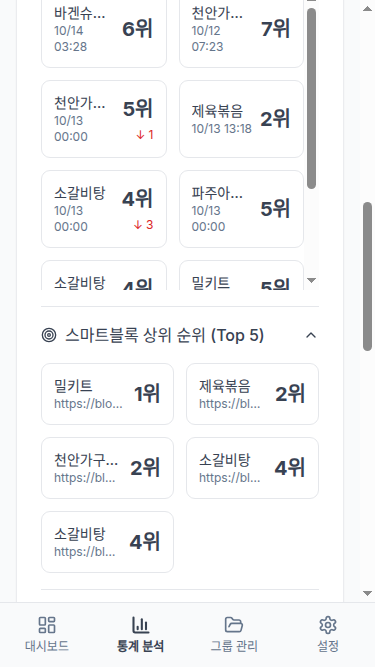 바겐슈...
10/14
03:28
6위
천안가...
10/12
07:23
7위
천안가...
10/13
00:00
5위
↓ 1
제육볶음
10/13 13:18
2위
소갈비탕
10/13
00:00
4위
↓ 3
파주아...
10/13
00:00
5위
소갈비탕
4위
밀키트
5위
스마트블록 상위 순위 (Top 5)
밀키트
https://blo...
1위
제육볶음
https://bl...
2위
천안가구...
https://bl...
2위
소갈비탕
https://bl...
4위
소갈비탕
https://bl...
4위
대시보드
통계 분석
그룹 관리
설정